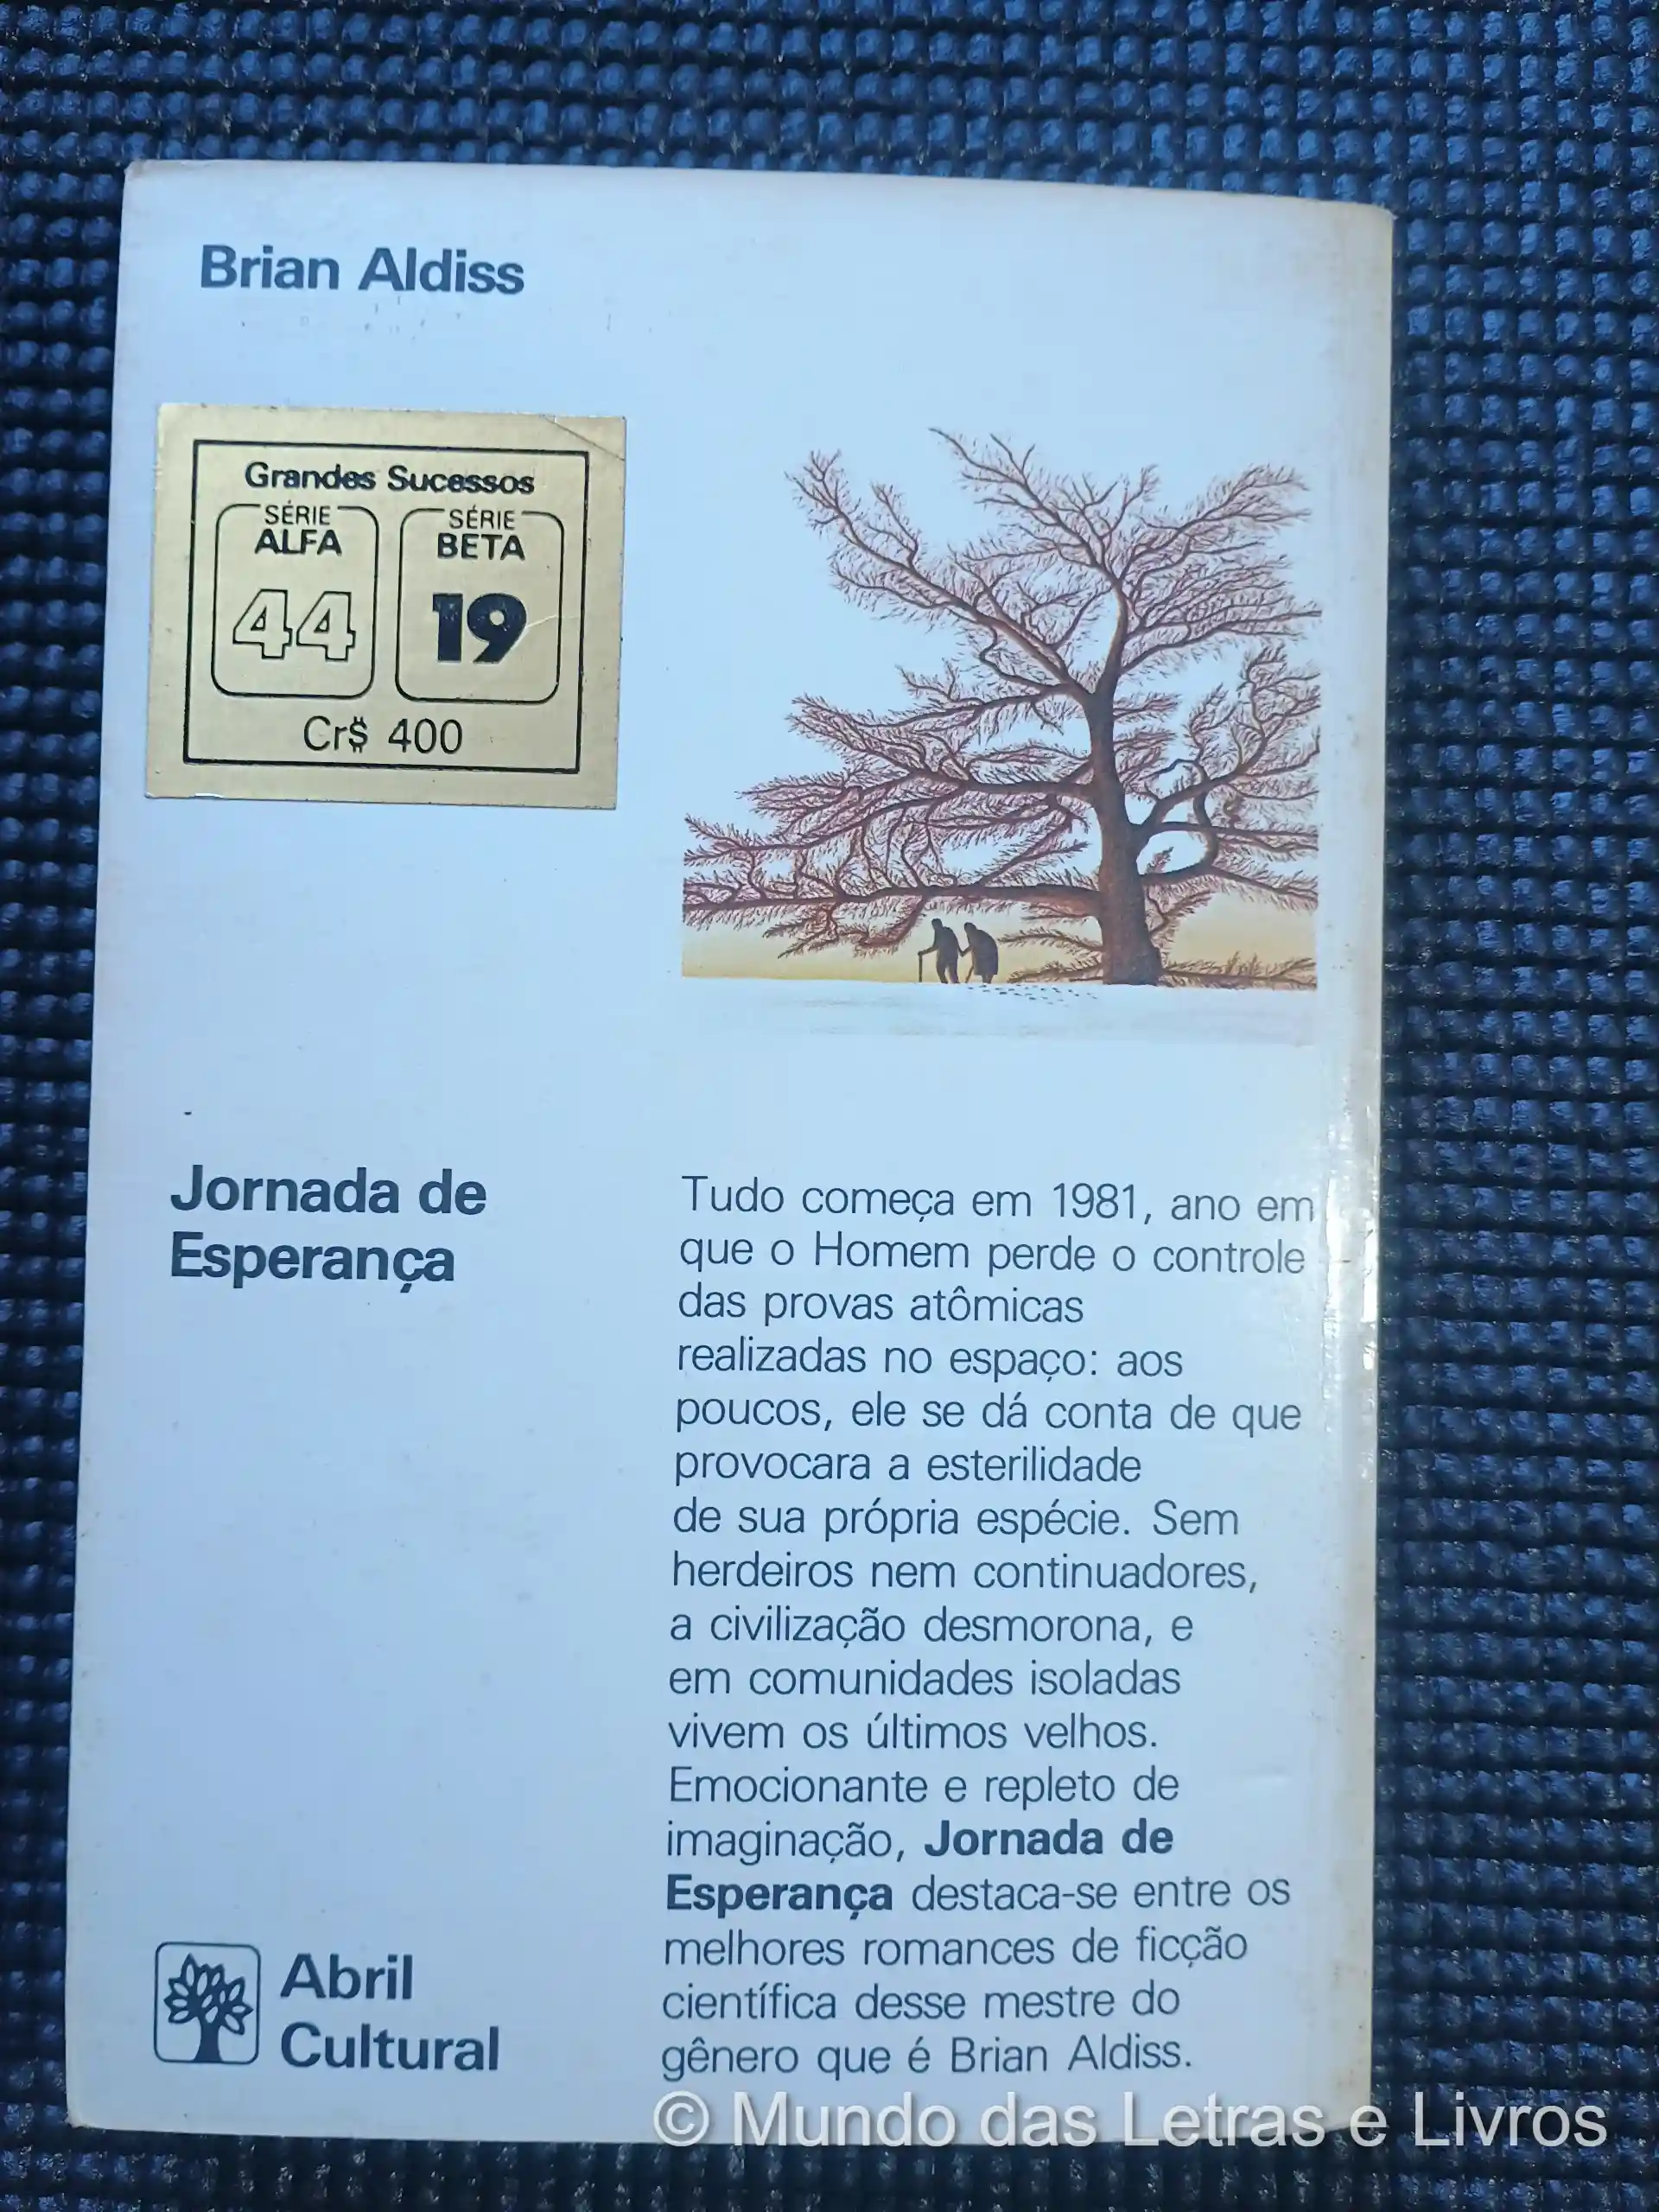 Brian Aldiss
Grandes Sucessos
SÉRIE
ALFA
44
SÉRIE
BETA
19
Cr$ 400
Jornada de
Esperança
Tudo começa em 1981, ano em
que o Homem perde o controle
das provas atômicas
realizadas no espaço: aos
poucos, ele se dá conta de que
provocara a esterilidade
de sua própria espécie. Sem
herdeiros nem continuadores,
a civilização desmorona, e
em comunidades isoladas
vivem os últimos velhos.
Emocionante e repleto de
imaginação, Jornada de
Esperança destaca-se entre os
melhores romances de ficção
científica desse mestre do
gênero que é Brian Aldiss.
Abril
Cultural
© Mundo das Letras e Livros